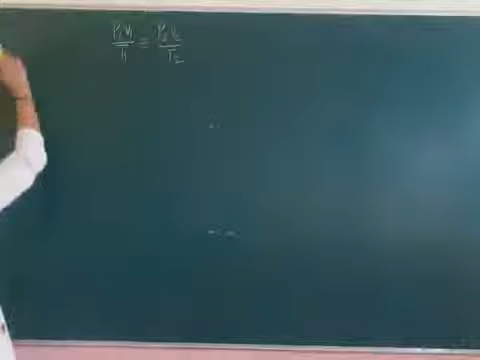 P₁V₁/T₁ = P₂V₂/T₂